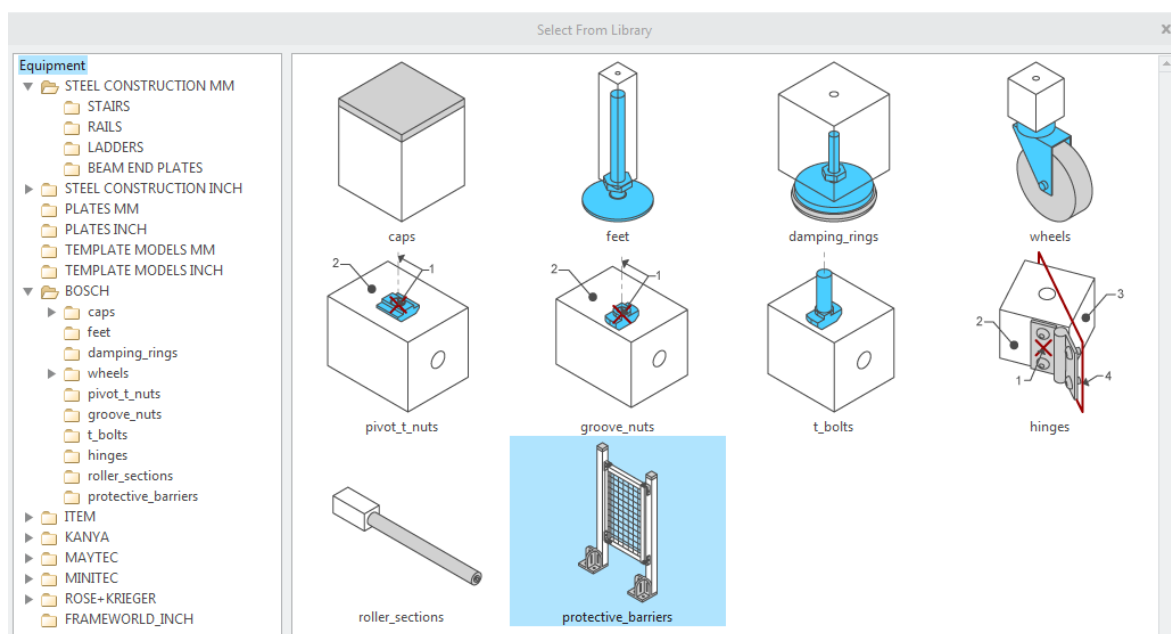 Select From Library
Equipment
STEEL CONSTRUCTION MM
STAIRS
RAILS
LADDERS
BEAM END PLATES
STEEL CONSTRUCTION INCH
PLATES MM
PLATES INCH
TEMPLATE MODELS MM
TEMPLATE MODELS INCH
BOSCH
caps
feet
damping_rings
wheels
pivot_t_nuts
groove_nuts
t_bolts
hinges
roller_sections
protective_barriers
ITEM
KANYA
MAYTEC
MINITEC
ROSE+KRIEGER
FRAMEWORLD_INCH
caps feet damping_rings wheels
2 1 2 1 3
2
1 4
pivot_t_nuts groove_nuts t_bolts hinges
roller_sections protective_barriers